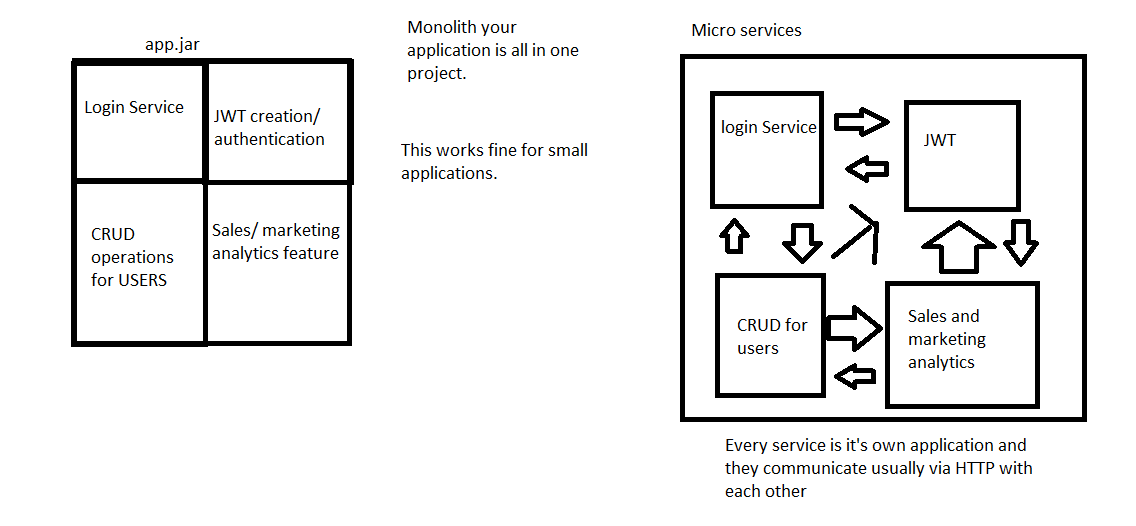 app.jar
Login Service
JWT creation/
authentication
CRUD
operations
for USERS
Sales/ marketing
analytics feature
Monolith your
application is all in one
project.
This works fine for small
applications.
Micro services
login Service
JWT
CRUD for
users
Sales and
marketing
analytics
Every service is it's own application and
they communicate usually via HTTP with
each other